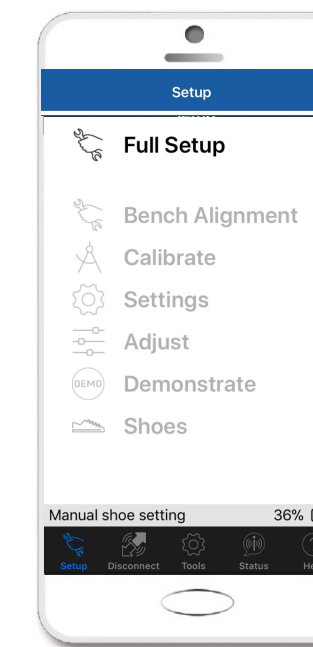 Setup
Full Setup
Bench Alignment
Calibrate
Settings
Adjust
DEMO
Demonstrate
Shoes
Manual shoe setting 36%
Setup Disconnect Tools Status